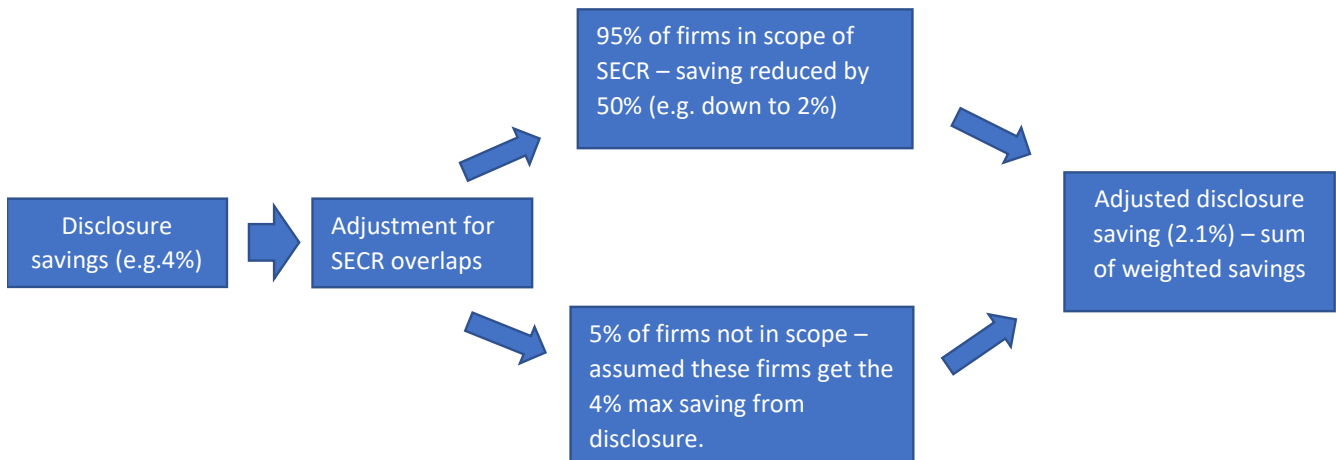 Disclosure
savings (e.g.4%)
Adjustment for
SECR overlaps
95% of firms in scope of
SECR – saving reduced by
50% (e.g. down to 2%)
5% of firms not in scope –
assumed these firms get the
4% max saving from
disclosure.
Adjusted disclosure
saving (2.1%) – sum
of weighted savings